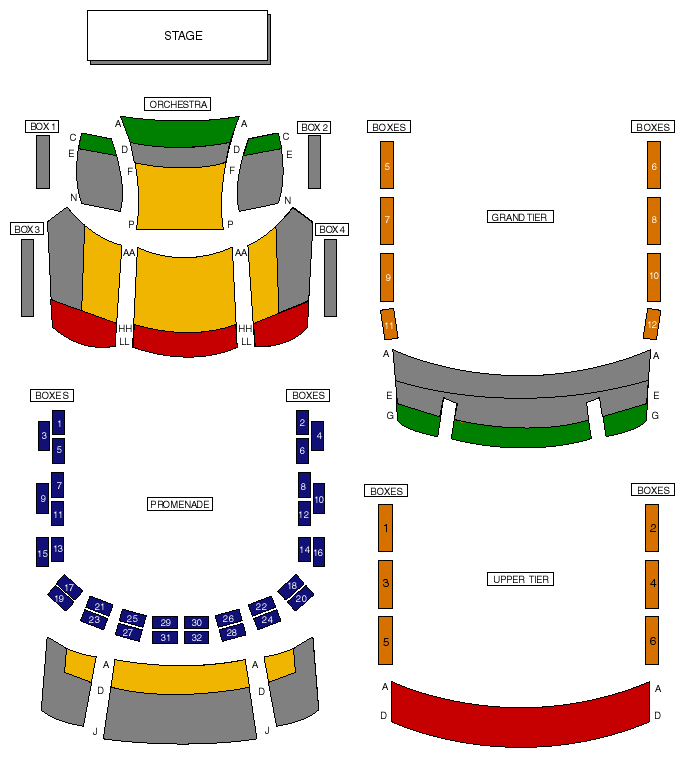 STAGE
ORCHESTRA
BOX 1
BOX 2
A A
C C
D D
E E
F F
N N
P P
BOX 3
BOX 4
AA AA
HH HH
LL LL
BOXES
BOXES
5 6
7 8
GRAND TIER
9 10
11 12
A A
E E
G G
BOXES
BOXES
1 2
3 4
5 6
7 8
9 10
11 12
PROMENADE
13 14
15 16
17 18
19 20
21 22
23 24
25 26
27 28
29 30
31 32
A A
D D
J J
BOXES
BOXES
1 2
UPPER TIER
3 4
5 6
A A
D D